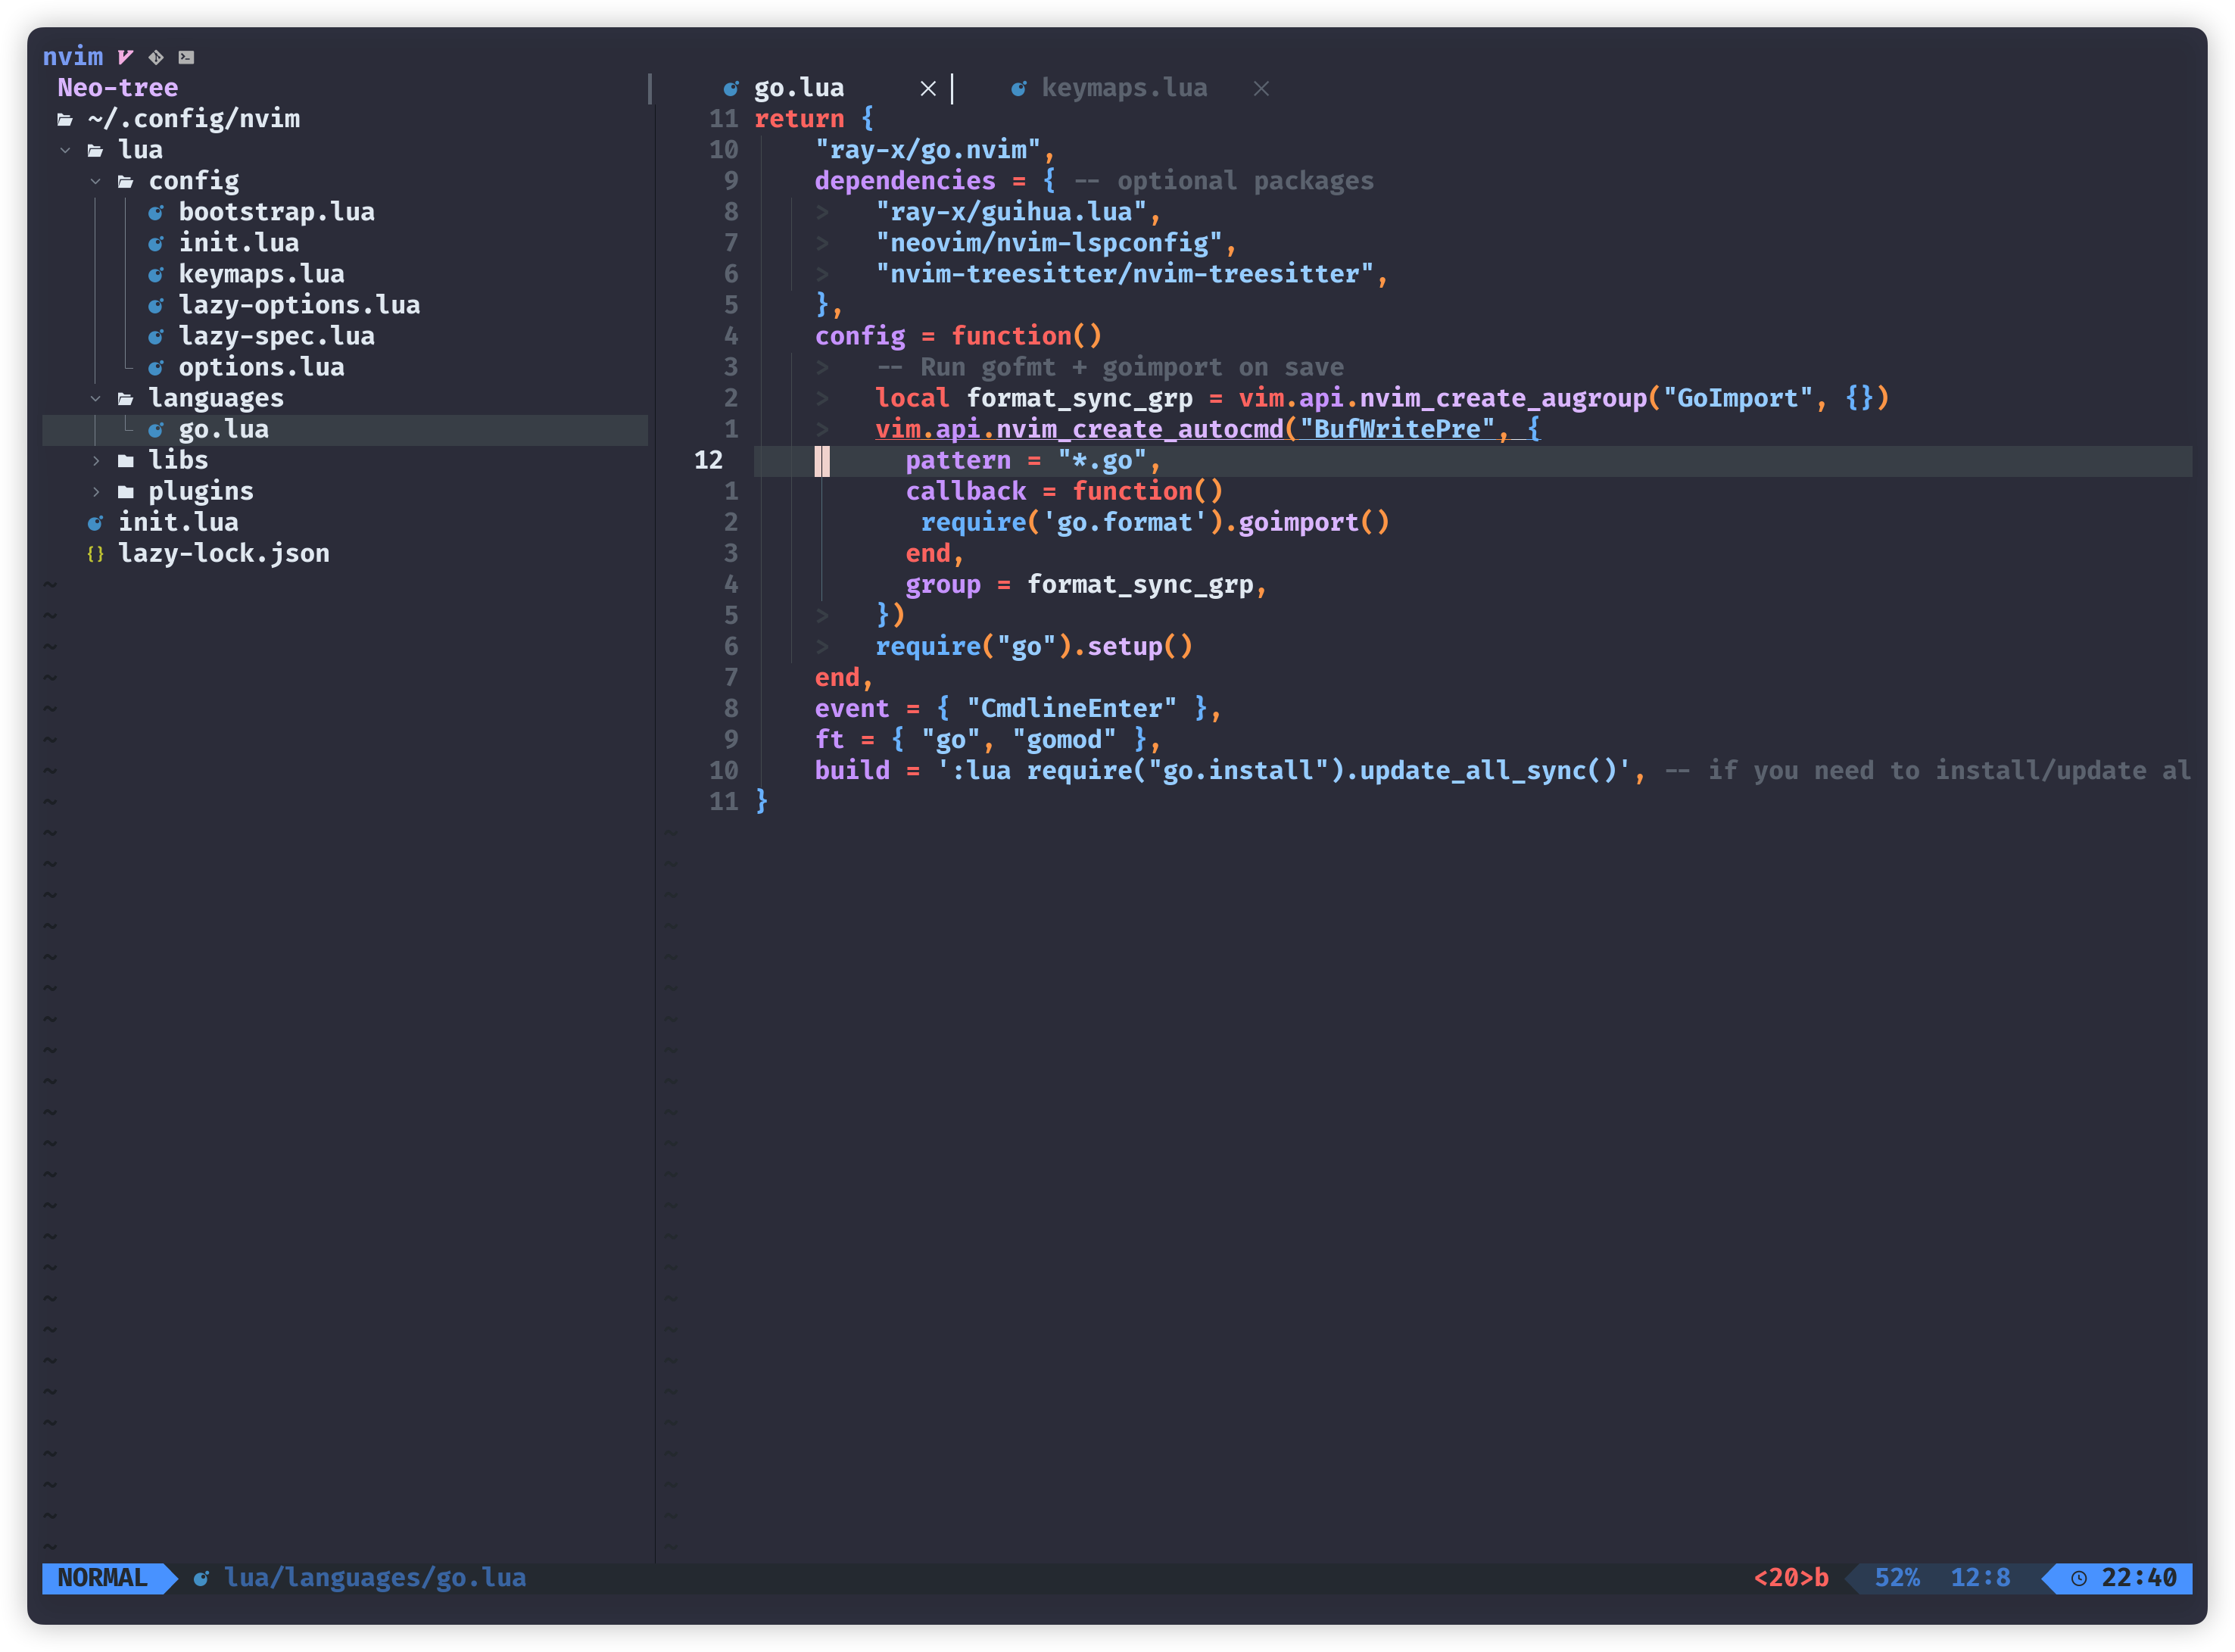 nvim
Neo-tree
~/.config/nvim
lua
config
bootstrap.lua
init.lua
keymaps.lua
lazy-options.lua
lazy-spec.lua
options.lua
languages
go.lua
libs
plugins
init.lua
{} lazy-lock.json
go.lua × | keymaps.lua ×
11 return {
10     "ray-x/go.nvim",
9     dependencies = { -- optional packages
8     >   "ray-x/guihua.lua",
7     >   "neovim/nvim-lspconfig",
6     >   "nvim-treesitter/nvim-treesitter",
5     },
4     config = function()
3     >   -- Run gofmt + goimport on save
2     >   local format_sync_grp = vim.api.nvim_create_augroup("GoImport", {})
1     >   vim.api.nvim_create_autocmd("BufWritePre", {
12          pattern = "*.go",
1          callback = function()
2           require('go.format').goimport()
3          end,
4          group = format_sync_grp,
5     >   })
6     >   require("go").setup()
7     end,
8     event = { "CmdlineEnter" },
9     ft = { "go", "gomod" },
10     build = ':lua require("go.install").update_all_sync()', -- if you need to install/update al
11 }
NORMAL lua/languages/go.lua <20>b 52% 12:8 22:40